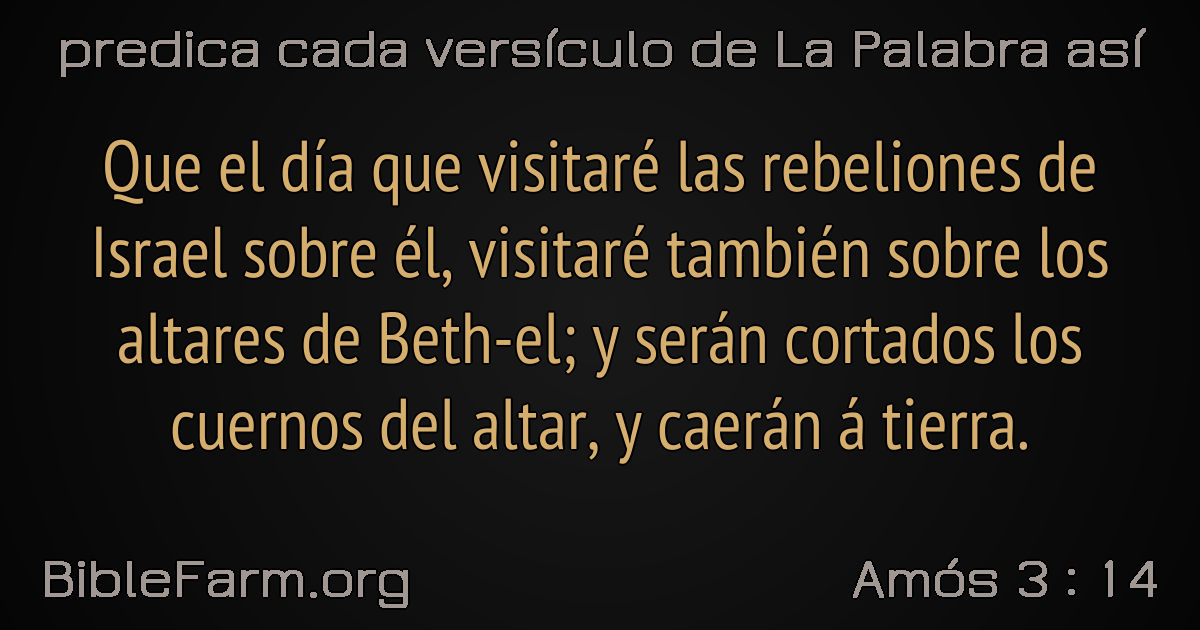 predica cada versículo de La Palabra así
Que el día que visitaré las rebeliones de
Israel sobre él, visitaré también sobre los
altares de Beth-el; y serán cortados los
cuernos del altar, y caerán á tierra.
BibleFarm.org
Amós 3 : 14